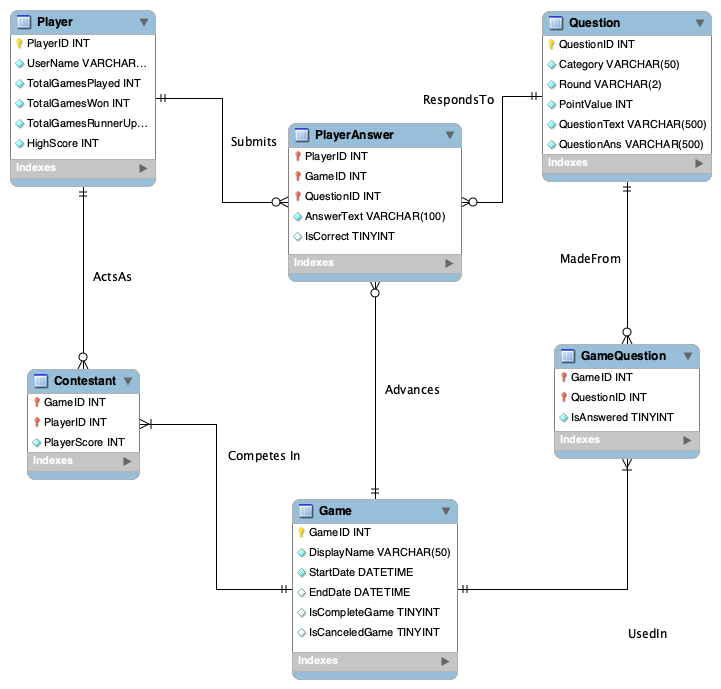 Player
PlayerID INT
UserName VARCHAR...
TotalGamesPlayed INT
TotalGamesWon INT
TotalGamesRunnerUp...
HighScore INT
Indexes
Question
QuestionID INT
Category VARCHAR(50)
Round VARCHAR(2)
PointValue INT
QuestionText VARCHAR(500)
QuestionAns VARCHAR(500)
Indexes
RespondsTo
Submits
PlayerAnswer
PlayerID INT
GameID INT
QuestionID INT
AnswerText VARCHAR(100)
IsCorrect TINYINT
Indexes
ActsAs
MadeFrom
Contestant
GameID INT
PlayerID INT
PlayerScore INT
Indexes
GameQuestion
GameID INT
QuestionID INT
IsAnswered TINYINT
Indexes
Advances
Competes In
Game
GameID INT
DisplayName VARCHAR(50)
StartDate DATETIME
EndDate DATETIME
IsCompleteGame TINYINT
IsCanceledGame TINYINT
Indexes
UsedIn